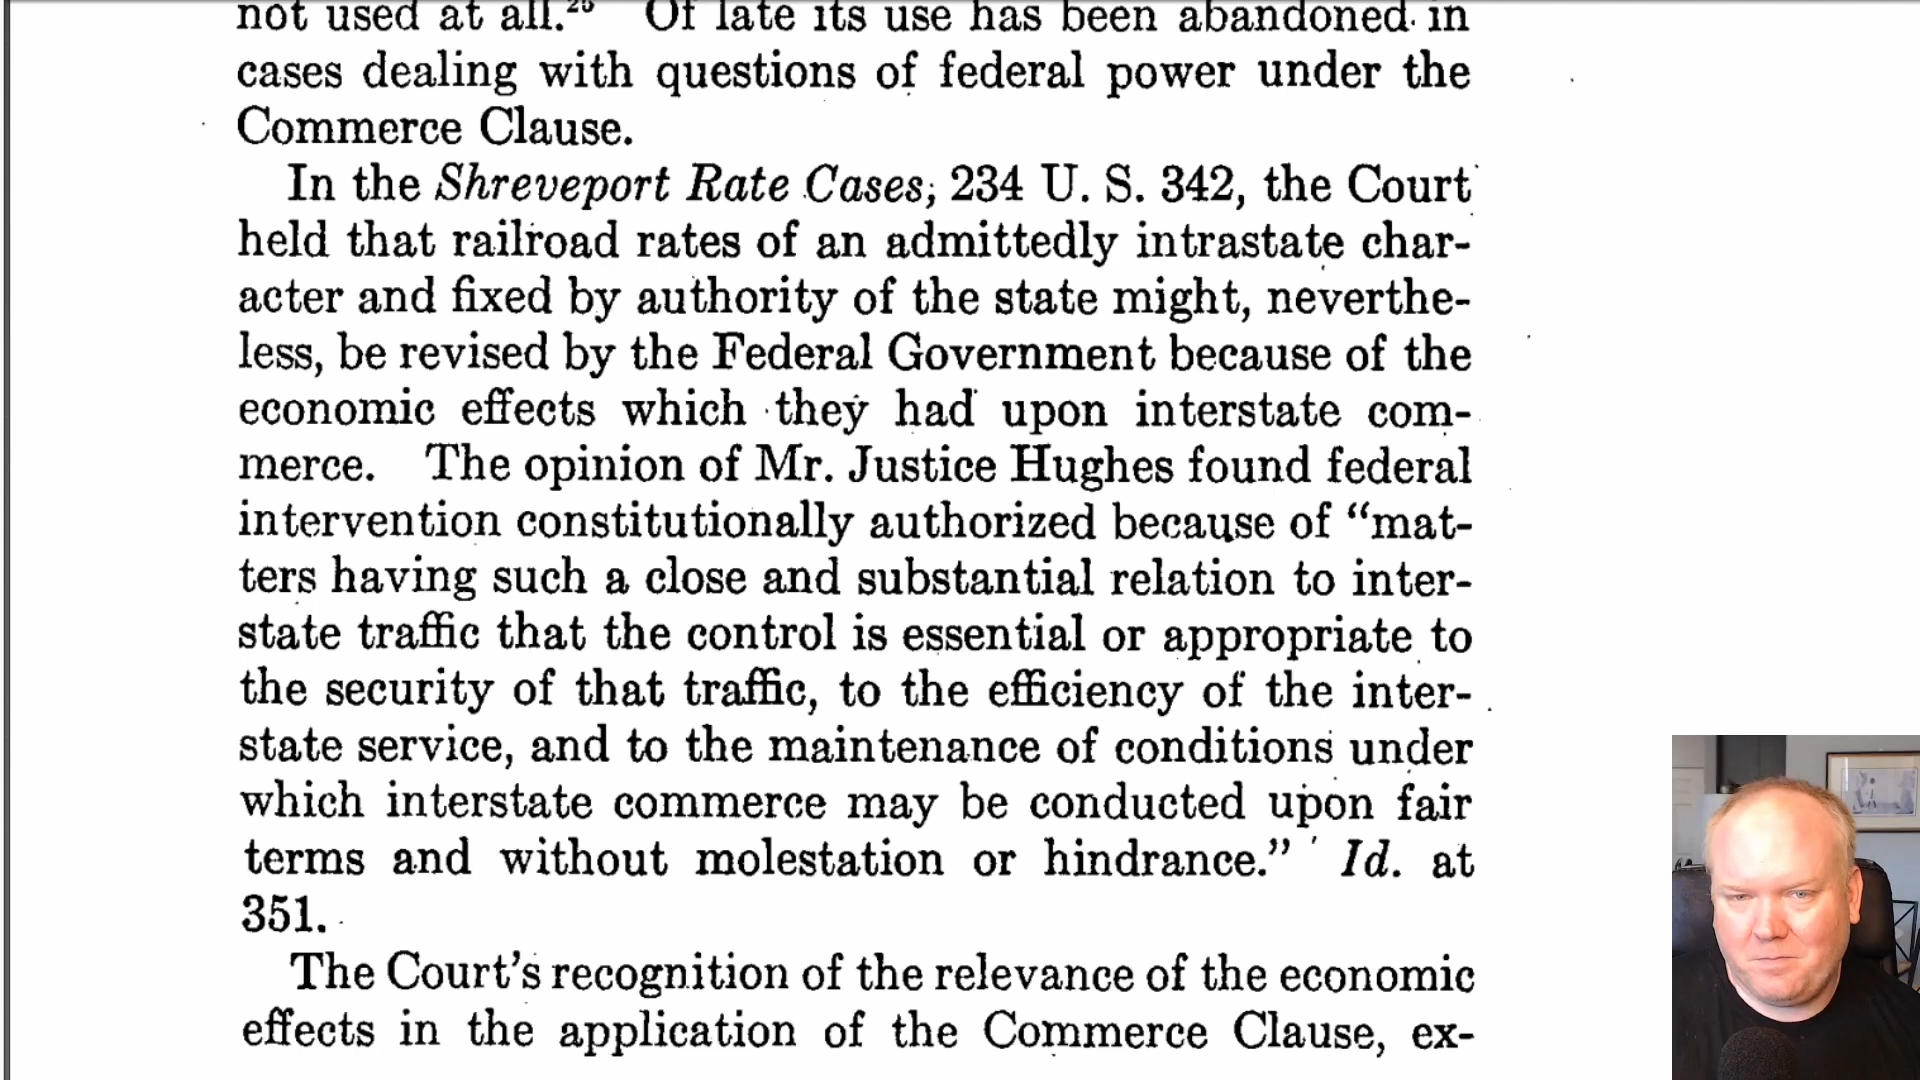 not used at all.²⁵ Of late its use has been abandoned in
cases dealing with questions of federal power under the
Commerce Clause.
In the Shreveport Rate Cases, 234 U. S. 342, the Court
held that railroad rates of an admittedly intrastate char-
acter and fixed by authority of the state might, neverthe-
less, be revised by the Federal Government because of the
economic effects which they had upon interstate com-
merce. The opinion of Mr. Justice Hughes found federal
intervention constitutionally authorized because of “mat-
ters having such a close and substantial relation to inter-
state traffic that the control is essential or appropriate to
the security of that traffic, to the efficiency of the inter-
state service, and to the maintenance of conditions under
which interstate commerce may be conducted upon fair
terms and without molestation or hindrance.” Id. at
351.
The Court’s recognition of the relevance of the economic
effects in the application of the Commerce Clause, ex-